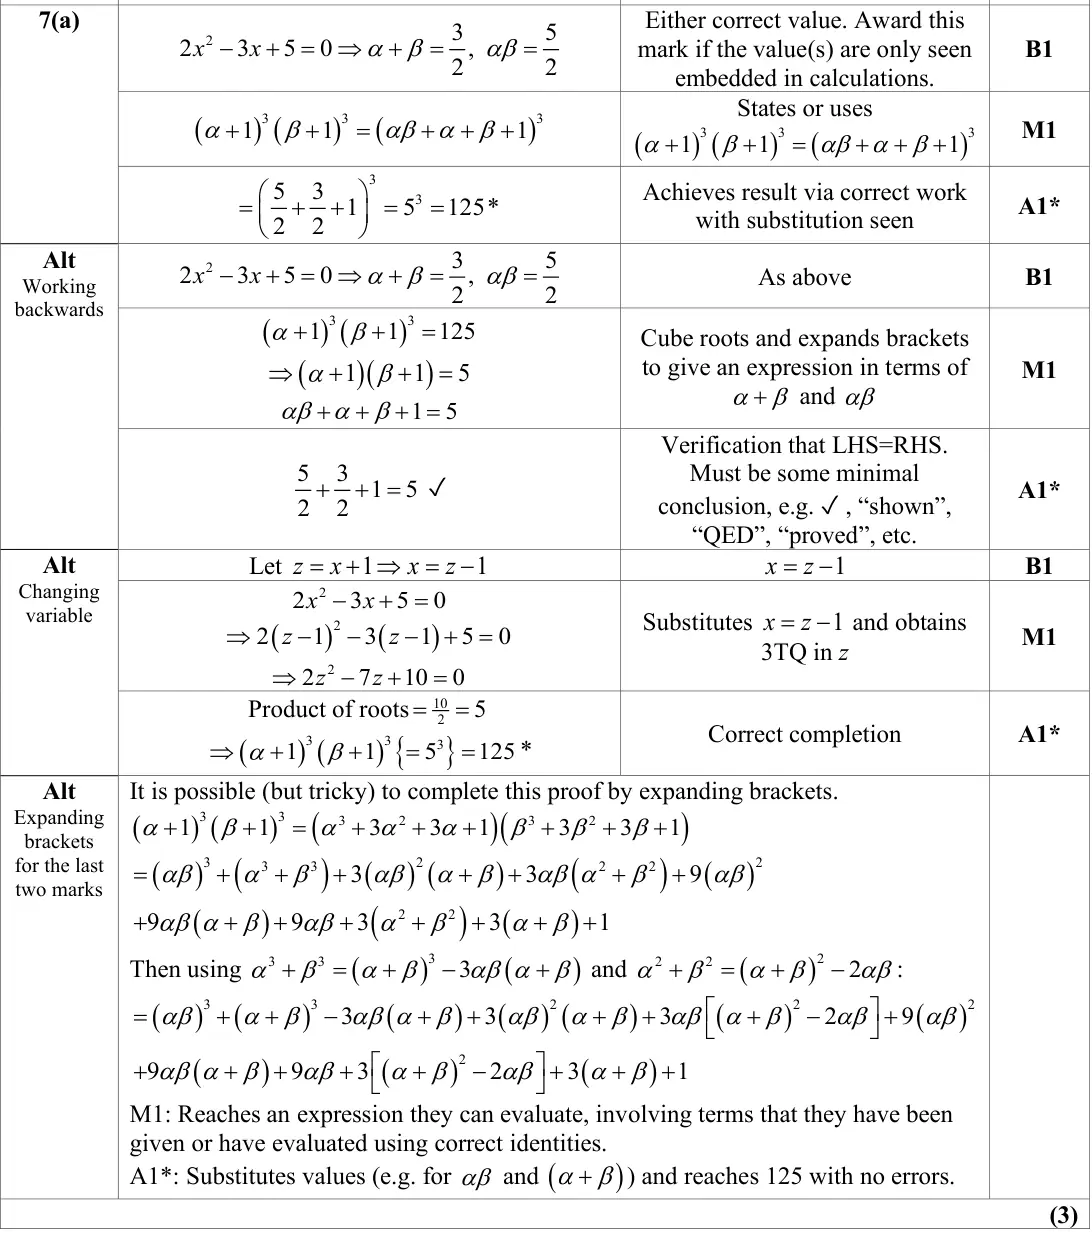 7(a)
2x² − 3x + 5 = 0 ⇒ α + β = 3/2, αβ = 5/2
Either correct value. Award this
mark if the value(s) are only seen
embedded in calculations.
B1
(α + 1)³ (β + 1)³ = (αβ + α + β + 1)³
States or uses
(α + 1)³ (β + 1)³ = (αβ + α + β + 1)³
M1
= (5/2 + 3/2 + 1)³ = 5³ = 125 *
Achieves result via correct work
with substitution seen
A1*
Alt
Working
backwards
2x² − 3x + 5 = 0 ⇒ α + β = 3/2, αβ = 5/2
As above
B1
(α + 1)³ (β + 1)³ = 125
⇒ (α + 1)(β + 1) = 5
αβ + α + β + 1 = 5
Cube roots and expands brackets
to give an expression in terms of
α + β and αβ
M1
5/2 + 3/2 + 1 = 5 ✓
Verification that LHS=RHS.
Must be some minimal
conclusion, e.g. ✓, “shown”,
“QED”, “proved”, etc.
A1*
Alt
Changing
variable
Let z = x + 1 ⇒ x = z − 1
x = z − 1
B1
2x² − 3x + 5 = 0
⇒ 2(z − 1)² − 3(z − 1) + 5 = 0
⇒ 2z² − 7z + 10 = 0
Substitutes x = z − 1 and obtains
3TQ in z
M1
Product of roots = 10/2 = 5
⇒ (α + 1)³ (β + 1)³ {= 5³} = 125 *
Correct completion
A1*
Alt
Expanding
brackets
for the last
two marks
It is possible (but tricky) to complete this proof by expanding brackets.
(α + 1)³ (β + 1)³ = (α³ + 3α² + 3α + 1)(β³ + 3β² + 3β + 1)
= (αβ)³ + (α³ + β³) + 3(αβ)² (α + β) + 3αβ(α² + β²) + 9(αβ)²
+9αβ(α + β) + 9αβ + 3(α² + β²) + 3(α + β) + 1
Then using α³ + β³ = (α + β)³ − 3αβ(α + β) and α² + β² = (α + β)² − 2αβ :
= (αβ)³ + (α + β)³ − 3αβ(α + β) + 3(αβ)² (α + β) + 3αβ[(α + β)² − 2αβ] + 9(αβ)²
+9αβ(α + β) + 9αβ + 3[(α + β)² − 2αβ] + 3(α + β) + 1
M1: Reaches an expression they can evaluate, involving terms that they have been
given or have evaluated using correct identities.
A1*: Substitutes values (e.g. for αβ and (α + β)) and reaches 125 with no errors.
(3)